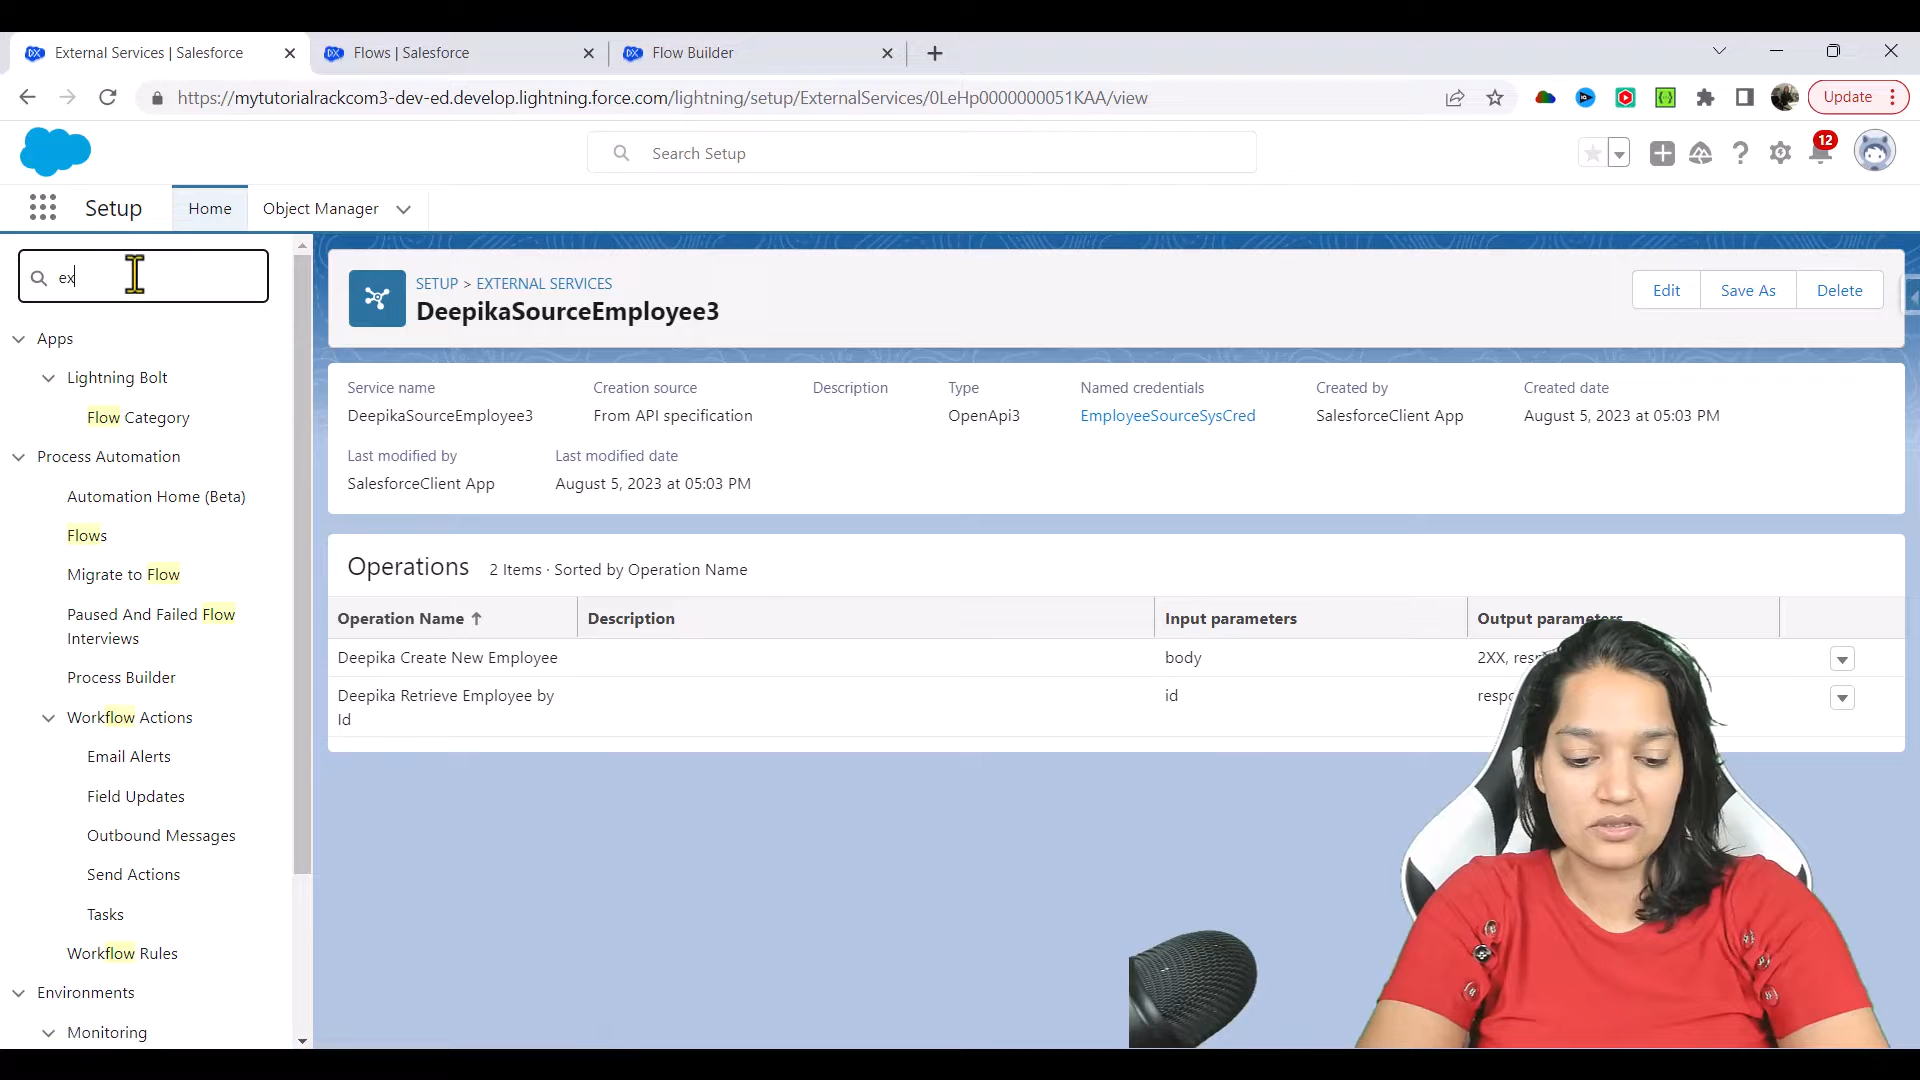 External Services | Salesforce
Flows | Salesforce
Flow Builder
https://mytutorialrackcom3-dev-ed.develop.lightning.force.com/lightning/setup/ExternalServices/0LeHp0000000051KAA/view
Update
Search Setup
12
Setup
Home
Object Manager
ex
Apps
Lightning Bolt
Flow Category
Process Automation
Automation Home (Beta)
Flows
Migrate to Flow
Paused And Failed Flow
Interviews
Process Builder
Workflow Actions
Email Alerts
Field Updates
Outbound Messages
Send Actions
Tasks
Workflow Rules
Environments
Monitoring
SETUP > EXTERNAL SERVICES
DeepikaSourceEmployee3
Edit
Save As
Delete
Service name
Creation source
Description
Type
Named credentials
Created by
Created date
DeepikaSourceEmployee3
From API specification
OpenApi3
EmployeeSourceSysCred
SalesforceClient App
August 5, 2023 at 05:03 PM
Last modified by
Last modified date
SalesforceClient App
August 5, 2023 at 05:03 PM
Operations
2 Items · Sorted by Operation Name
Operation Name
Description
Input parameters
Output parameters
Deepika Create New Employee
body
2XX,
Deepika Retrieve Employee by
Id
id